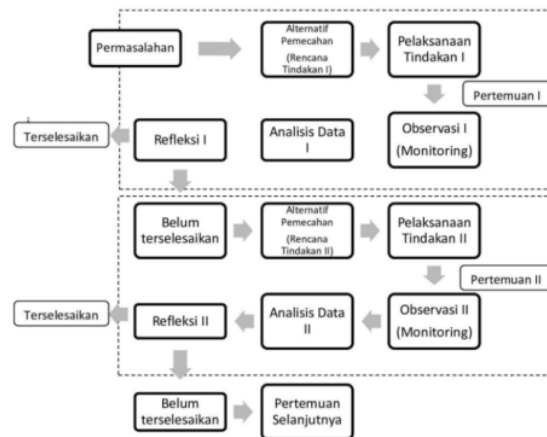 Permasalahan
Alternatif
Pemecahan
(Rencana
Tindakan I)
Pelaksanaan
Tindakan I
Pertemuan I
Terselesaikan
Refleksi I
Analisis Data
I
Observasi I
(Monitoring)
Belum
terselesaikan
Alternatif
Pemecahan
(Rencana
Tindakan II)
Pelaksanaan
Tindakan II
Pertemuan II
Terselesaikan
Refleksi II
Analisis Data
II
Observasi II
(Monitoring)
Belum
terselesaikan
Pertemuan
Selanjutnya